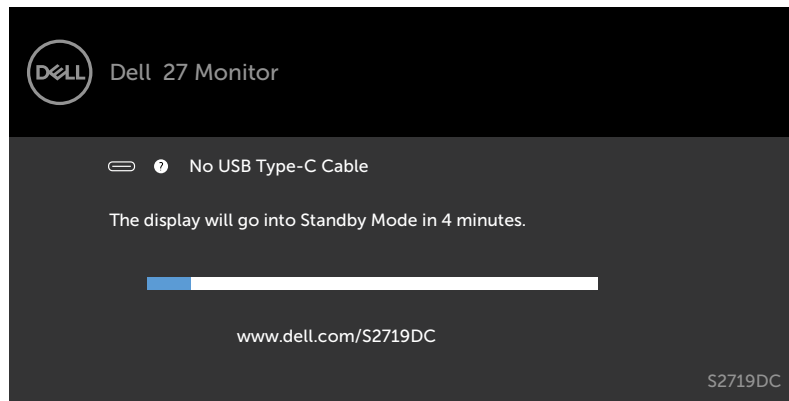 DELL
Dell 27 Monitor
? No USB Type-C Cable
The display will go into Standby Mode in 4 minutes.
www.dell.com/S2719DC
S2719DC